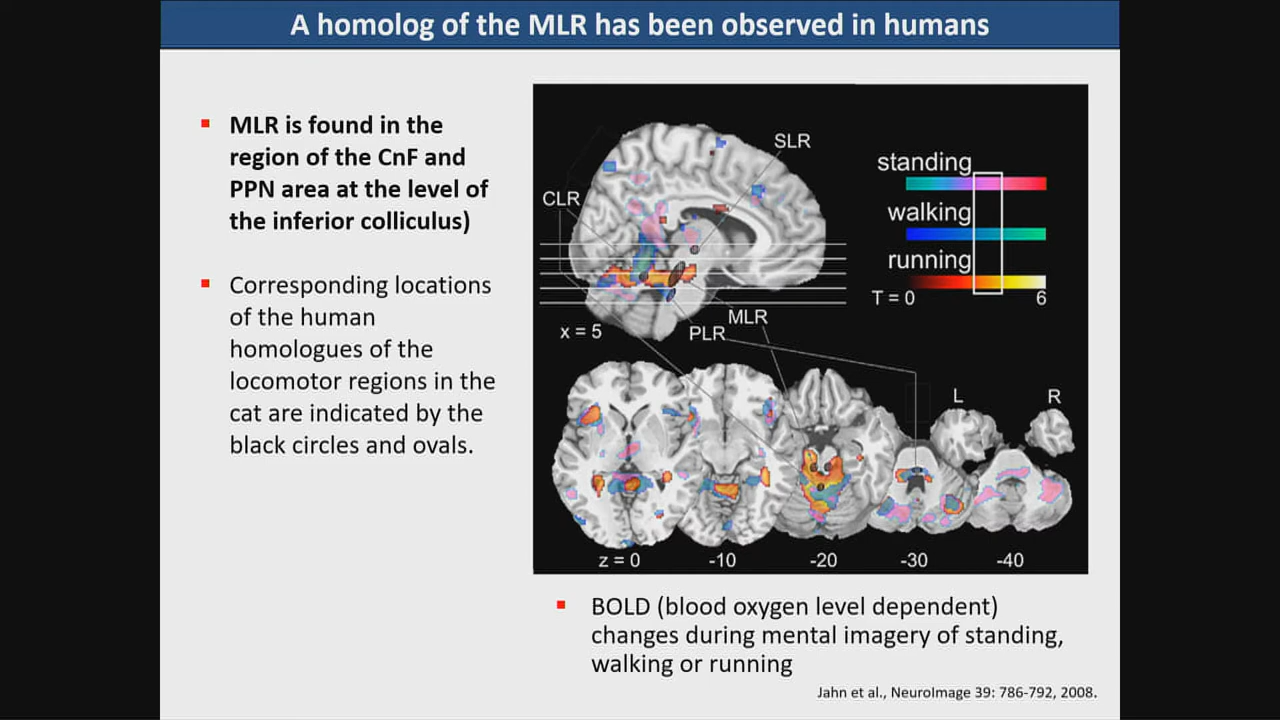 A homolog of the MLR has been observed in humans
▪ MLR is found in the
region of the CnF and
PPN area at the level of
the inferior colliculus)
▪ Corresponding locations
of the human
homologues of the
locomotor regions in the
cat are indicated by the
black circles and ovals.
SLR
CLR
standing
walking
running
T = 0 6
x = 5
MLR
PLR
L R
z = 0 -10 -20 -30 -40
▪ BOLD (blood oxygen level dependent)
changes during mental imagery of standing,
walking or running
Jahn et al., NeuroImage 39: 786-792, 2008.